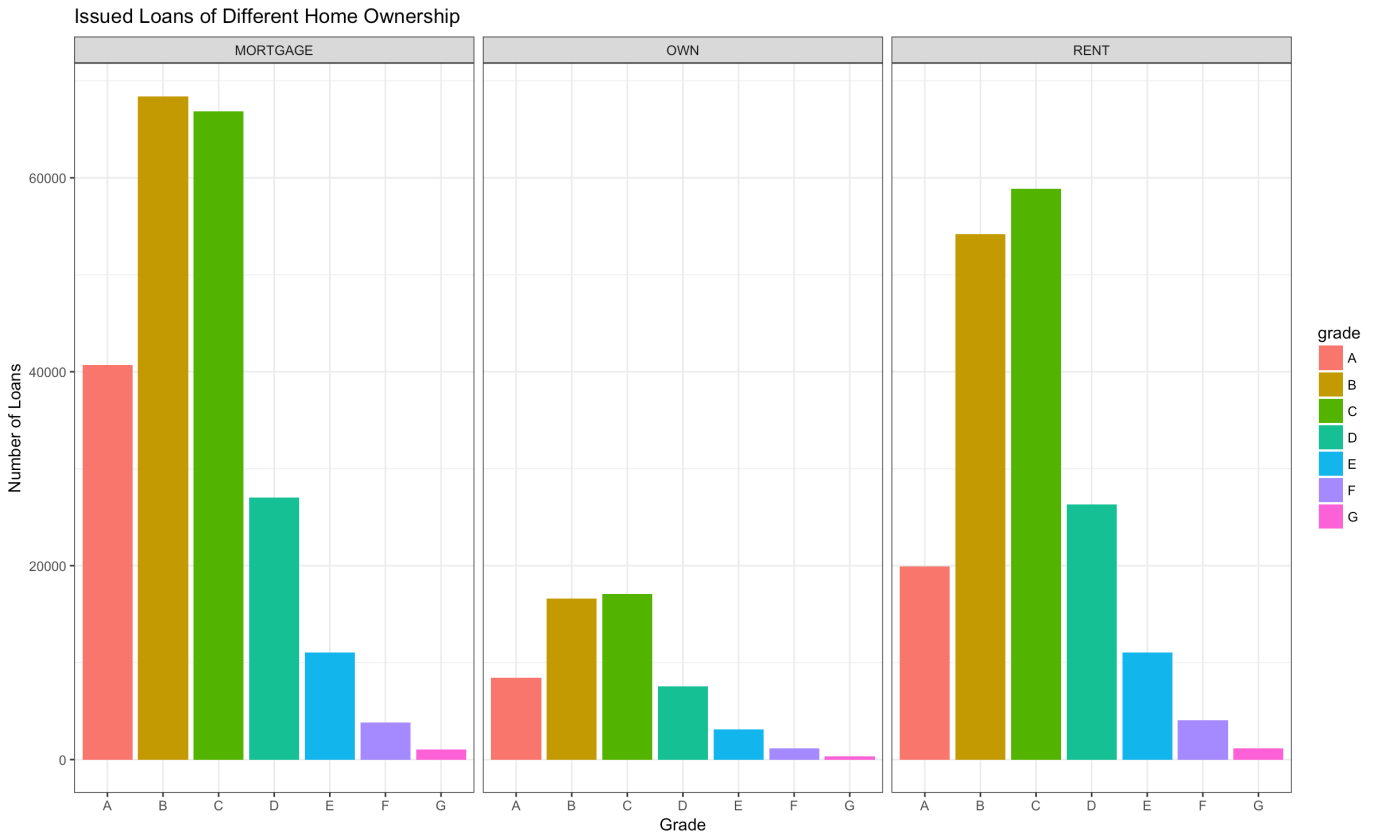 Issued Loans of Different Home Ownership
MORTGAGE OWN RENT
Number of Loans
60000
40000
20000
0
A B C D E F G A B C D E F G A B C D E F G
Grade
grade
A
B
C
D
E
F
G